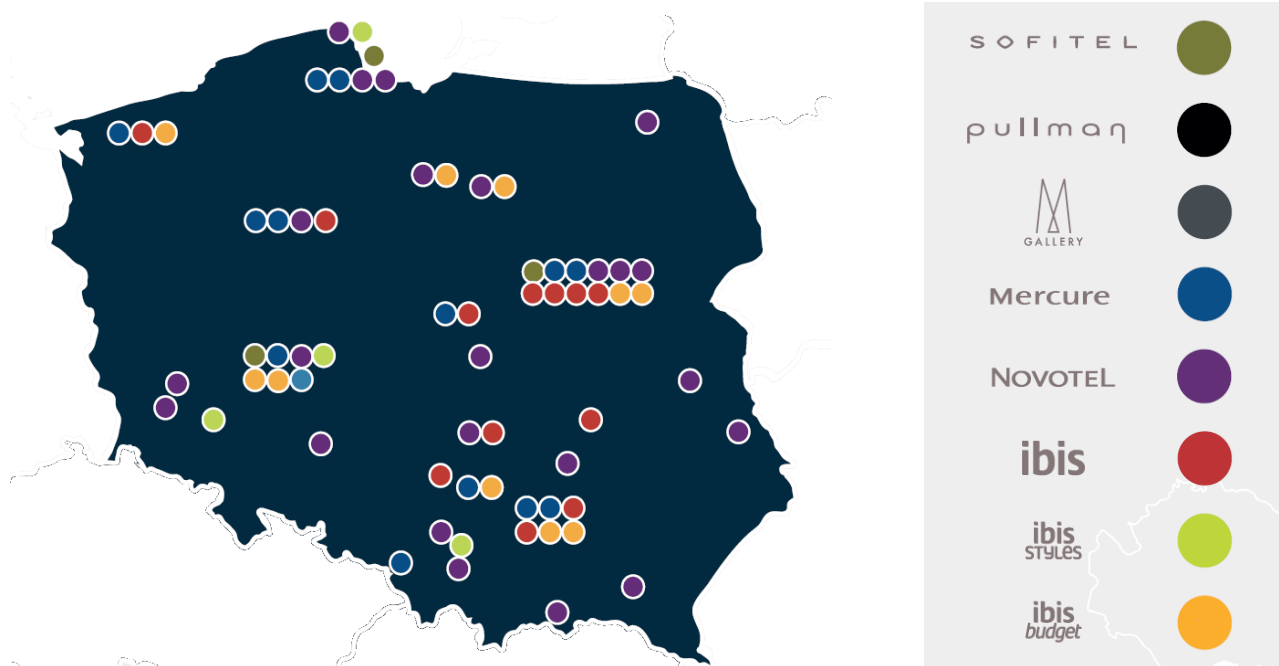 SOFITEL
pullman
M
GALLERY
Mercure
NOVOTEL
ibis
ibis
STYLES
ibis
budget